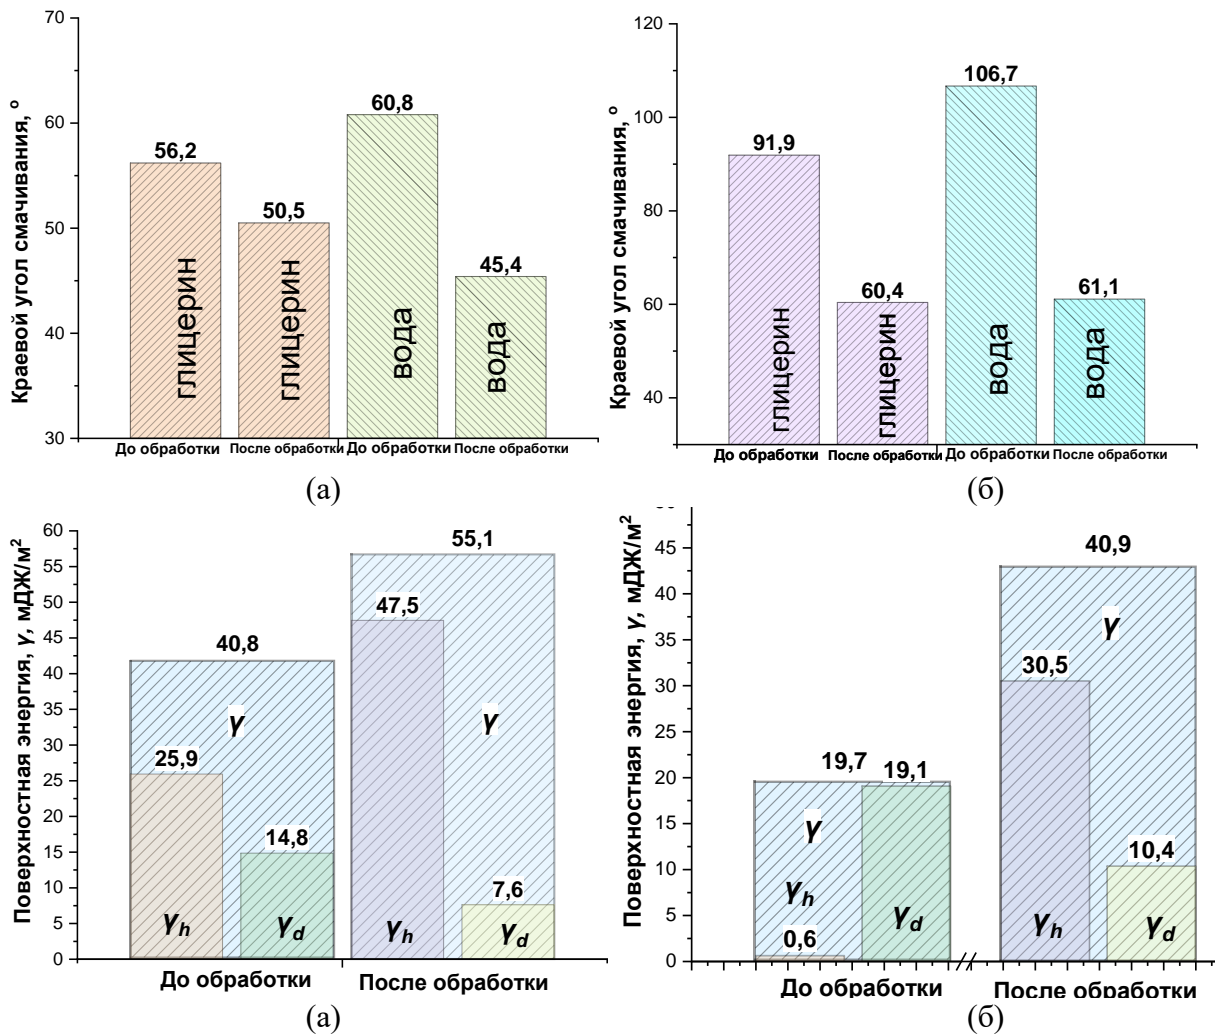 Краевой угол смачивания, °
70
60
50
40
30
56,2
50,5
60,8
45,4
глицерин
глицерин
вода
вода
До обработки
После обработки
До обработки
После обработки
(а)
Краевой угол смачивания, °
120
100
80
60
40
91,9
60,4
106,7
61,1
глицерин
глицерин
вода
вода
До обработки
После обработки
До обработки
После обработки
(б)
Поверхностная энергия, γ, мДЖ/м²
60
55
50
45
40
35
30
25
20
15
10
5
0
40,8
55,1
47,5
γ
γ
25,9
14,8
7,6
γh
γd
γh
γd
До обработки
После обработки
(а)
Поверхностная энергия, γ, мДЖ/м²
45
40
35
30
25
20
15
10
5
0
40,9
γ
30,5
19,7
19,1
γ
10,4
γh
γd
γh
γd
0,6
До обработки
После обработки
(б)